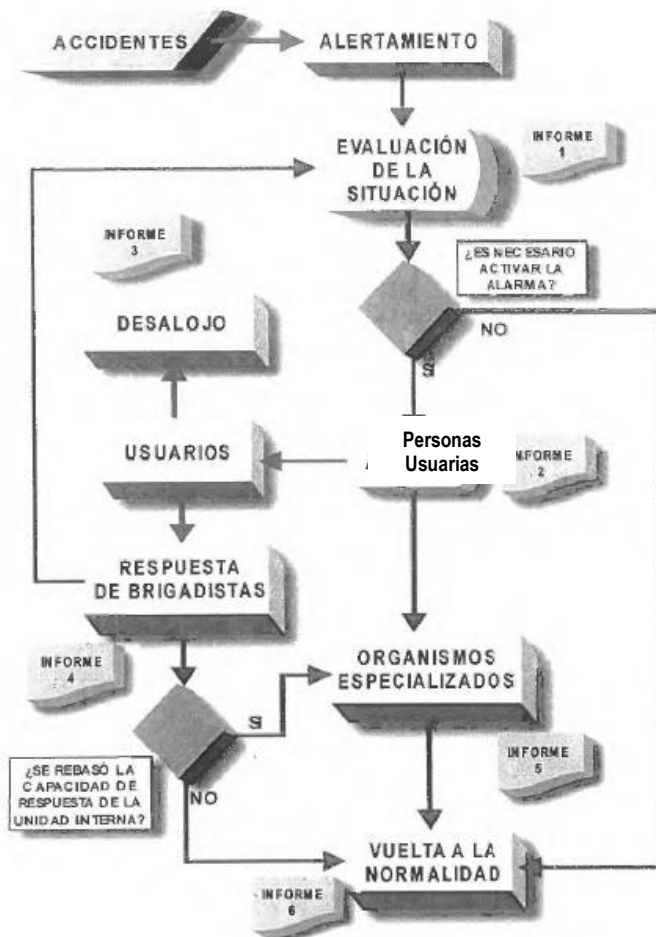 ACCIDENTES
ALERTAMIENTO
EVALUACIÓN
DE LA
SITUACIÓN
INFORME
1
¿ES NECESARIO
ACTIVAR LA
ALARMA?
NO
SI
INFORME
3
DESALOJO
USUARIOS
Personas
Usuarias
INFORME
2
RESPUESTA
DE BRIGADISTAS
INFORME
4
ORGANISMOS
ESPECIALIZADOS
SI
¿SE REBASÓ LA
CAPACIDAD DE
RESPUESTA DE LA
UNIDAD INTERNA?
NO
INFORME
5
VUELTA A LA
NORMALIDAD
INFORME
6